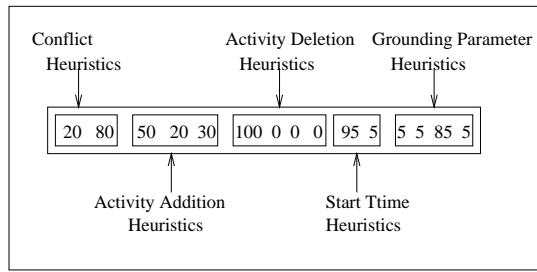 Conflict Activity Deletion Grounding Parameter
Heuristics Heuristics Heuristics
20 80 50 20 30 100 0 0 0 95 5 5 5 85 5
Activity Addition Start Ttime
Heuristics Heuristics